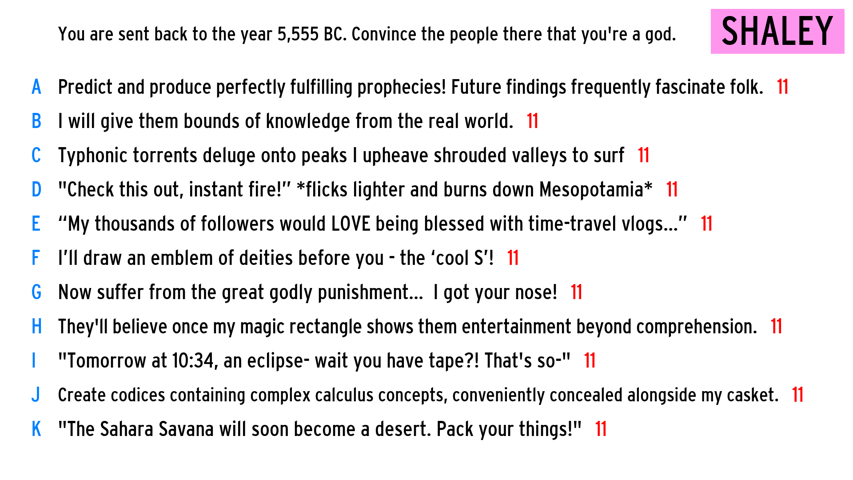 You are sent back to the year 5,555 BC. Convince the people there that you're a god.
SHALEY
A Predict and produce perfectly fulfilling prophecies! Future findings frequently fascinate folk. 11
B I will give them bounds of knowledge from the real world. 11
C Typhonic torrents deluge onto peaks I upheave shrouded valleys to surf 11
D "Check this out, instant fire!” *flicks lighter and burns down Mesopotamia* 11
E “My thousands of followers would LOVE being blessed with time-travel vlogs...” 11
F I’ll draw an emblem of deities before you - the ‘cool S’! 11
G Now suffer from the great godly punishment... I got your nose! 11
H They'll believe once my magic rectangle shows them entertainment beyond comprehension. 11
I "Tomorrow at 10:34, an eclipse- wait you have tape?! That's so-" 11
J Create codices containing complex calculus concepts, conveniently concealed alongside my casket. 11
K "The Sahara Savana will soon become a desert. Pack your things!" 11